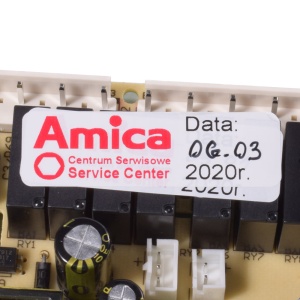 Amica
Centrum Serwisowe
Service Center
Data:
06.03
2020r.
2020r.
RY1
RY7